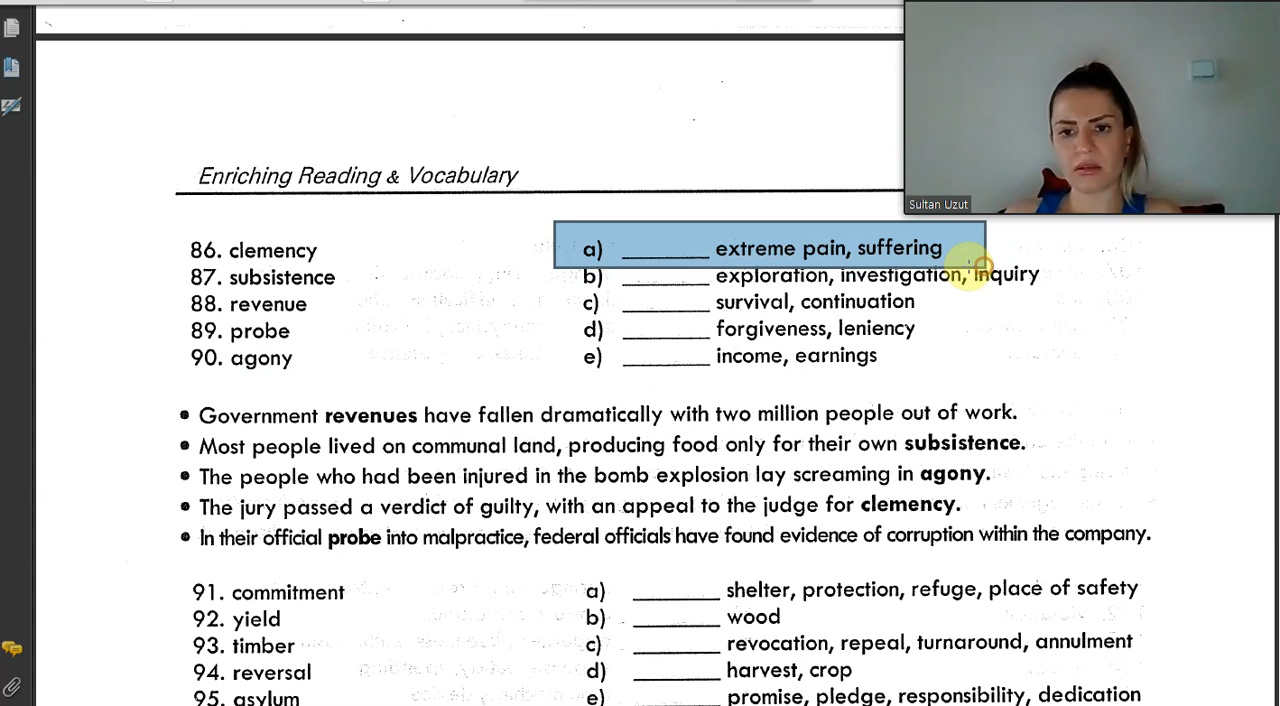 Sultan Uzut
Enriching Reading & Vocabulary
86. clemency a) ________ extreme pain, suffering
87. subsistence b) ________ exploration, investigation, inquiry
88. revenue c) ________ survival, continuation
89. probe d) ________ forgiveness, leniency
90. agony e) ________ income, earnings
• Government revenues have fallen dramatically with two million people out of work.
• Most people lived on communal land, producing food only for their own subsistence.
• The people who had been injured in the bomb explosion lay screaming in agony.
• The jury passed a verdict of guilty, with an appeal to the judge for clemency.
• In their official probe into malpractice, federal officials have found evidence of corruption within the company.
91. commitment a) ________ shelter, protection, refuge, place of safety
92. yield b) ________ wood
93. timber c) ________ revocation, repeal, turnaround, annulment
94. reversal d) ________ harvest, crop
95. asylum e) ________ promise, pledge, responsibility, dedication